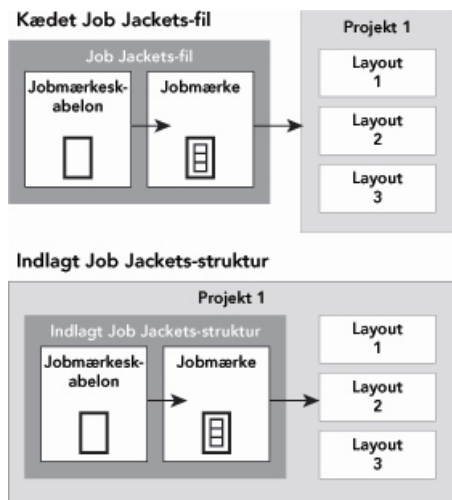 Kædet Job Jackets-fil
Job Jackets-fil
Jobmærkesk-
abelon
Jobmærke
Projekt 1
Layout
1
Layout
2
Layout
3
Indlagt Job Jackets-struktur
Projekt 1
Indlagt Job Jackets-struktur
Jobmærkesk-
abelon
Jobmærke
Layout
1
Layout
2
Layout
3